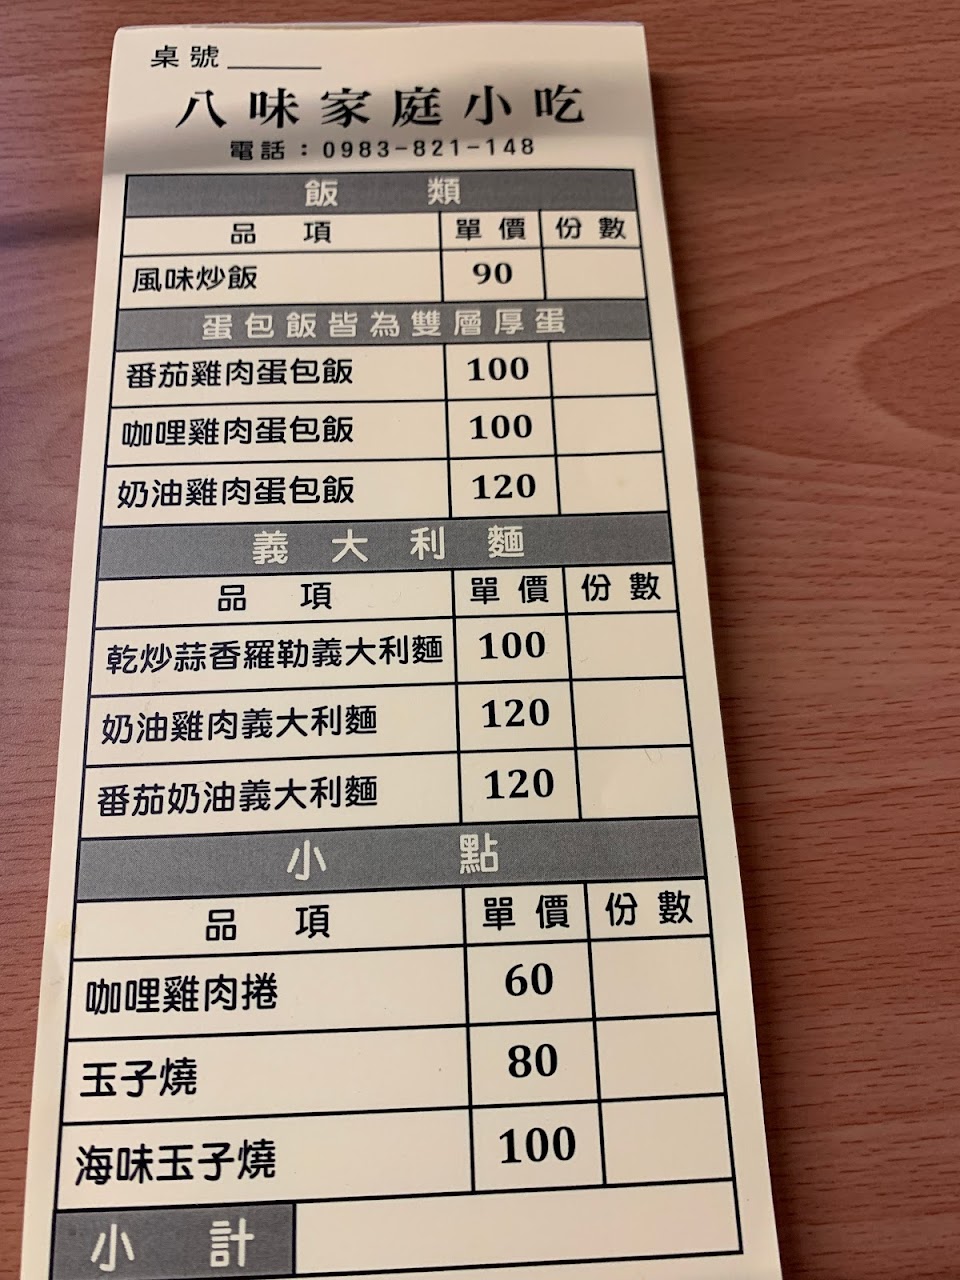 桌號
八味家庭小吃
電話：0983-821-148
飯類
品項 單價 份數
風味炒飯 90
蛋包飯皆為雙層厚蛋
番茄雞肉蛋包飯 100
咖哩雞肉蛋包飯 100
奶油雞肉蛋包飯 120
義大利麵
品項 單價 份數
乾炒蒜香羅勒義大利麵 100
奶油雞肉義大利麵 120
番茄奶油義大利麵 120
小點
品項 單價 份數
咖哩雞肉捲 60
玉子燒 80
海味玉子燒 100
小計